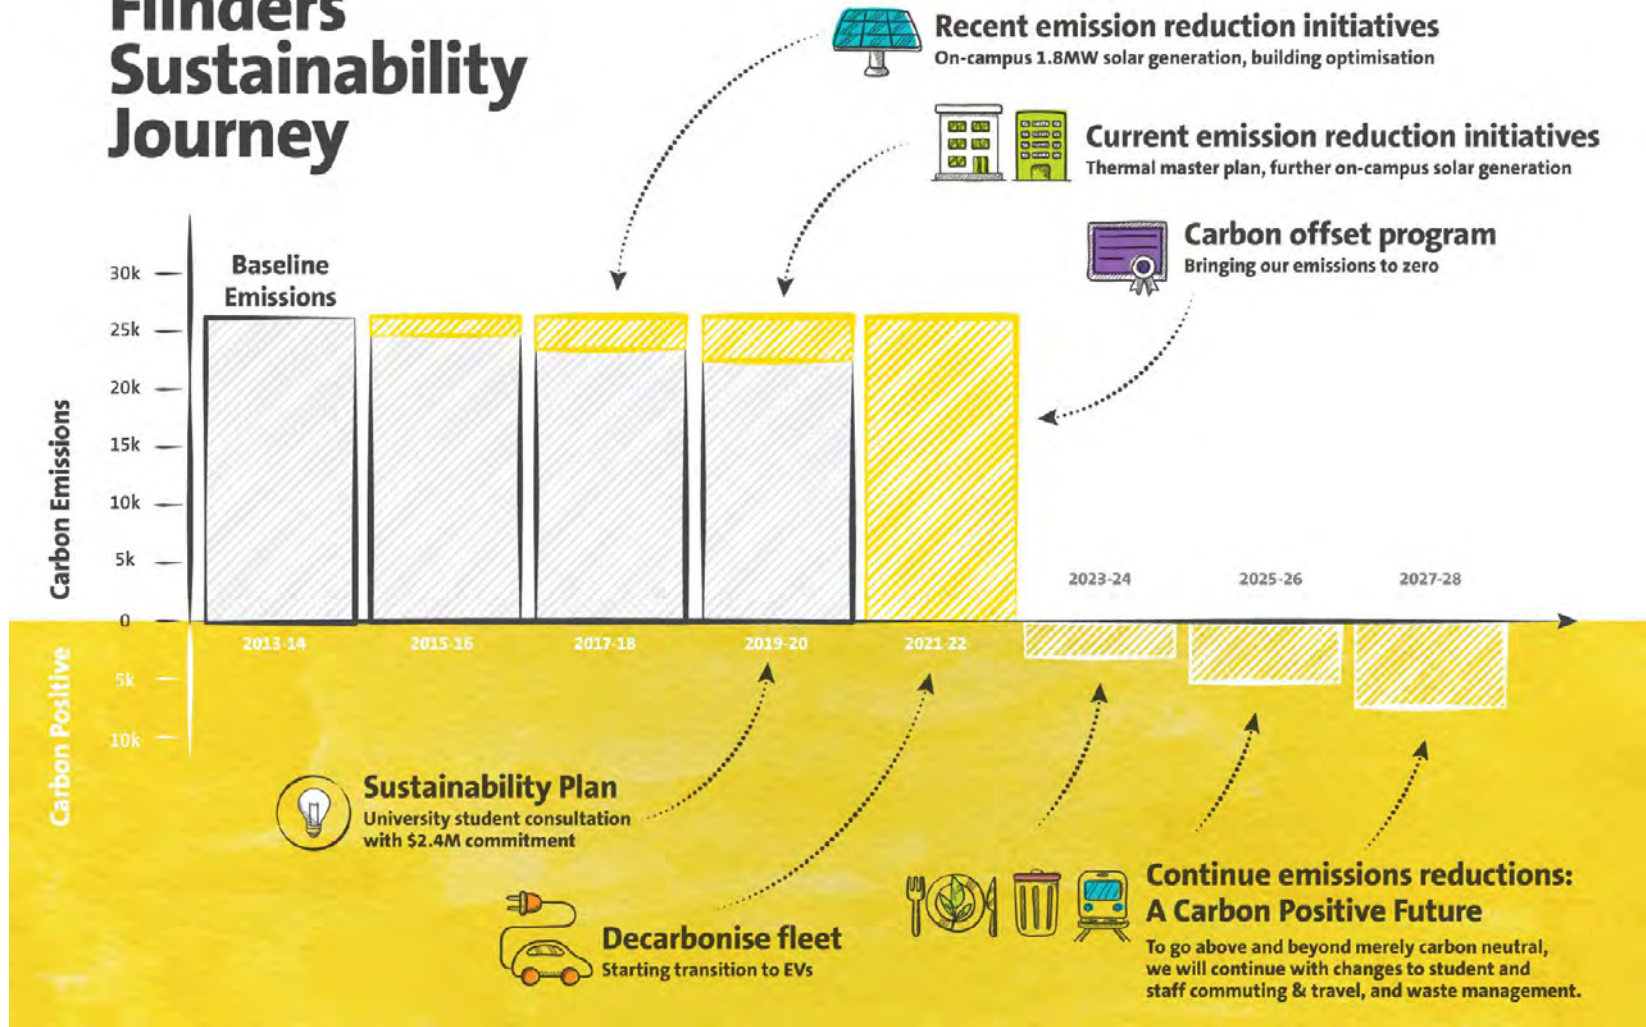 Flinders
Sustainability
Journey
Recent emission reduction initiatives
On-campus 1.8MW solar generation, building optimisation
Current emission reduction initiatives
Thermal master plan, further on-campus solar generation
Carbon offset program
Bringing our emissions to zero
Baseline
Emissions
Carbon Emissions
30k
25k
20k
15k
10k
5k
0
2013-14
2015-16
2017-18
2019-20
2021-22
2023-24
2025-26
2027-28
Carbon Positive
5k
10k
Sustainability Plan
University student consultation
with $2.4M commitment
Decarbonise fleet
Starting transition to EVs
Continue emissions reductions:
A Carbon Positive Future
To go above and beyond merely carbon neutral,
we will continue with changes to student and
staff commuting & travel, and waste management.